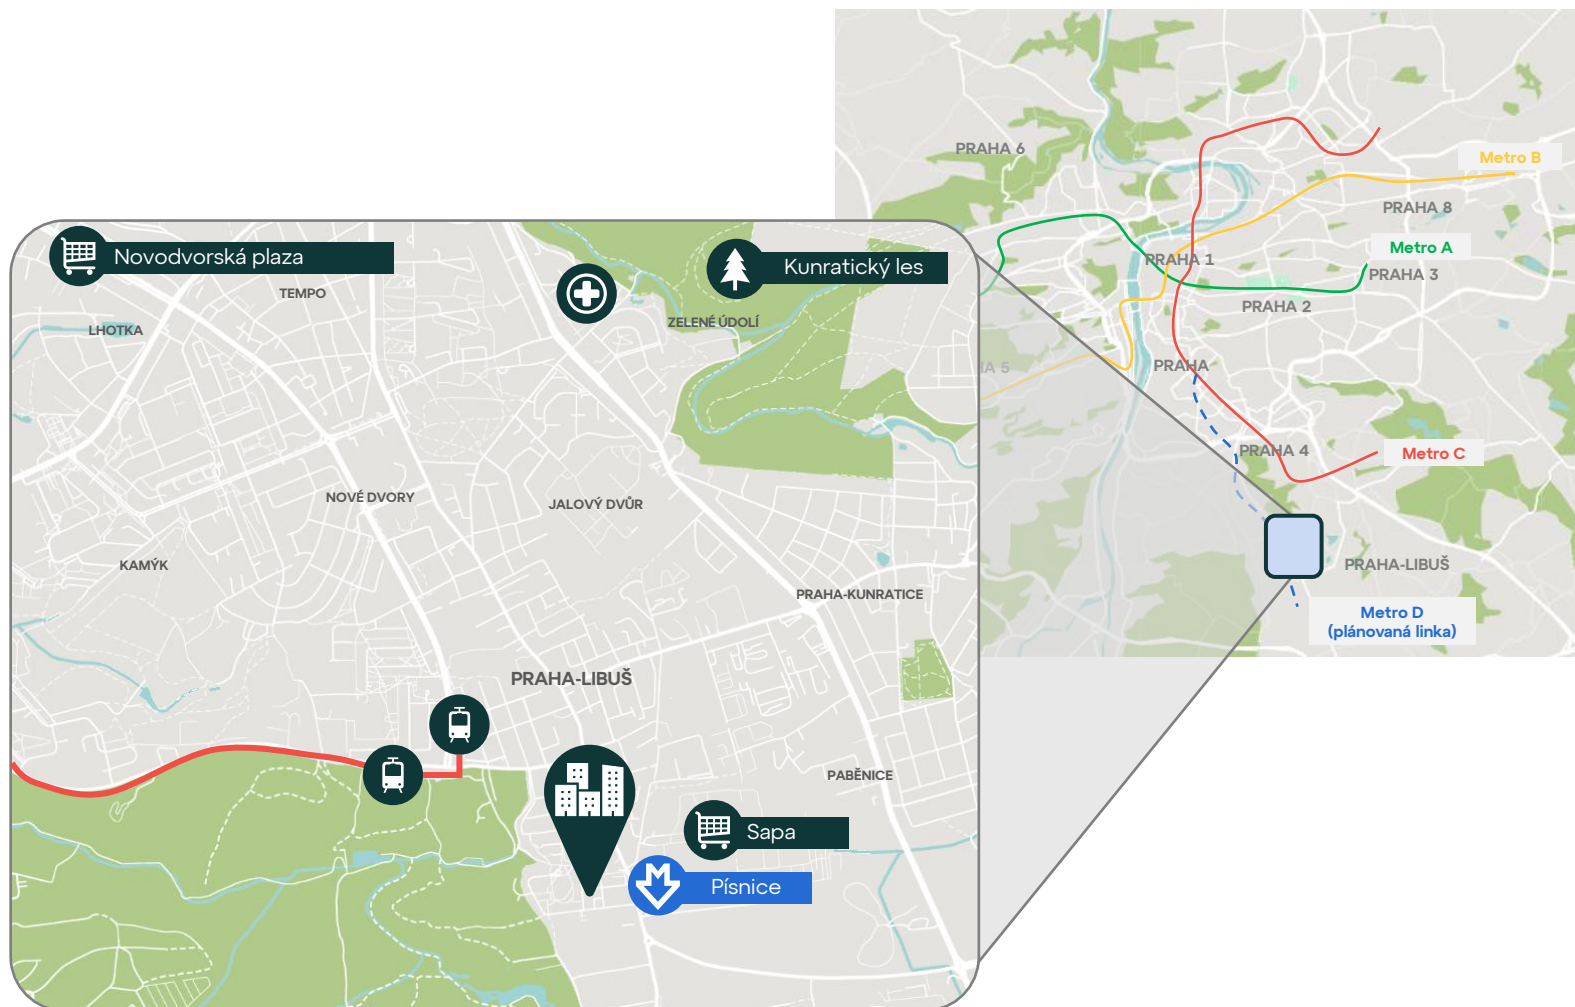 PRAHA 6
Metro B
PRAHA 8
Metro A
PRAHA 1
PRAHA 3
PRAHA 2
PRAHA
HA 5
PRAHA 4
Metro C
PRAHA-LIBUŠ
Metro D
(plánovaná linka)
Novodvorská plaza
Kunratický les
TEMPO
LHOTKA
ZELENÉ ÚDOLÍ
NOVÉ DVORY
JALOVÝ DVŮR
KAMÝK
PRAHA-KUNRATICE
PRAHA-LIBUŠ
PABĚNICE
Sapa
M
Písnice